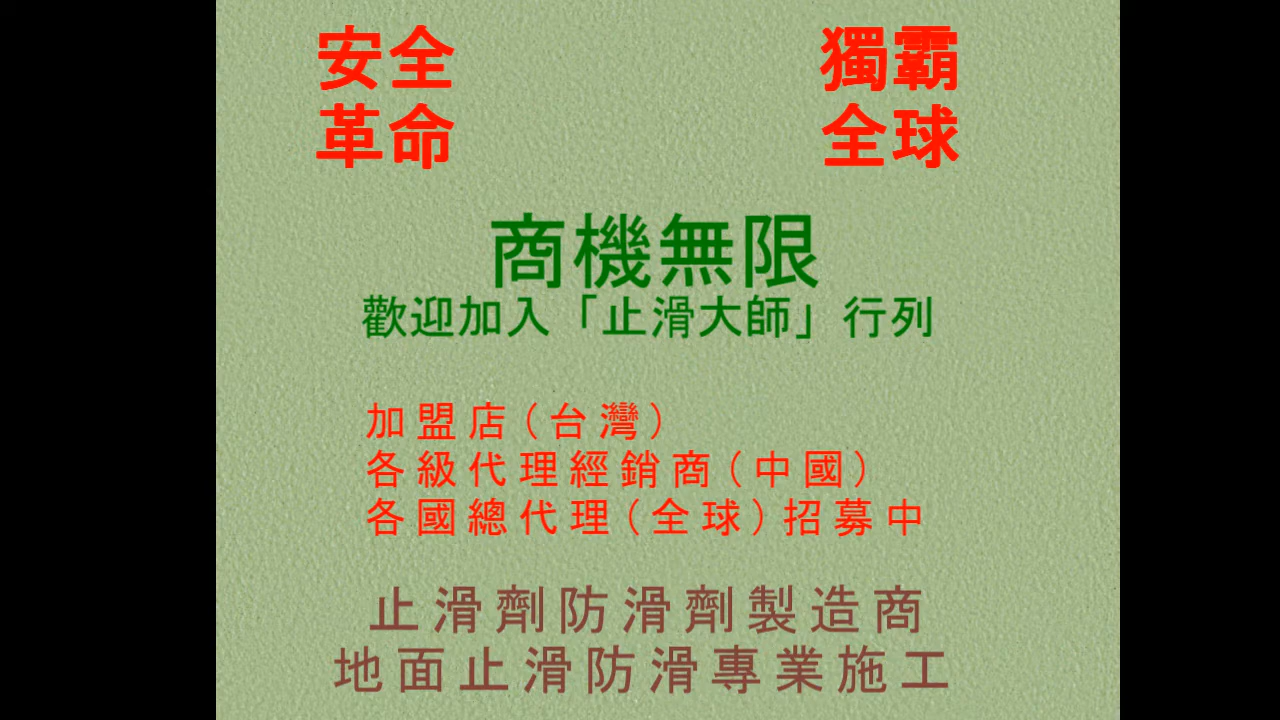 安全
革命
獨霸
全球
商機無限
歡迎加入「止滑大師」行列
加盟店(台灣)
各級代理經銷商(中國)
各國總代理(全球)招募中
止滑劑防滑劑製造商
地面止滑防滑專業施工